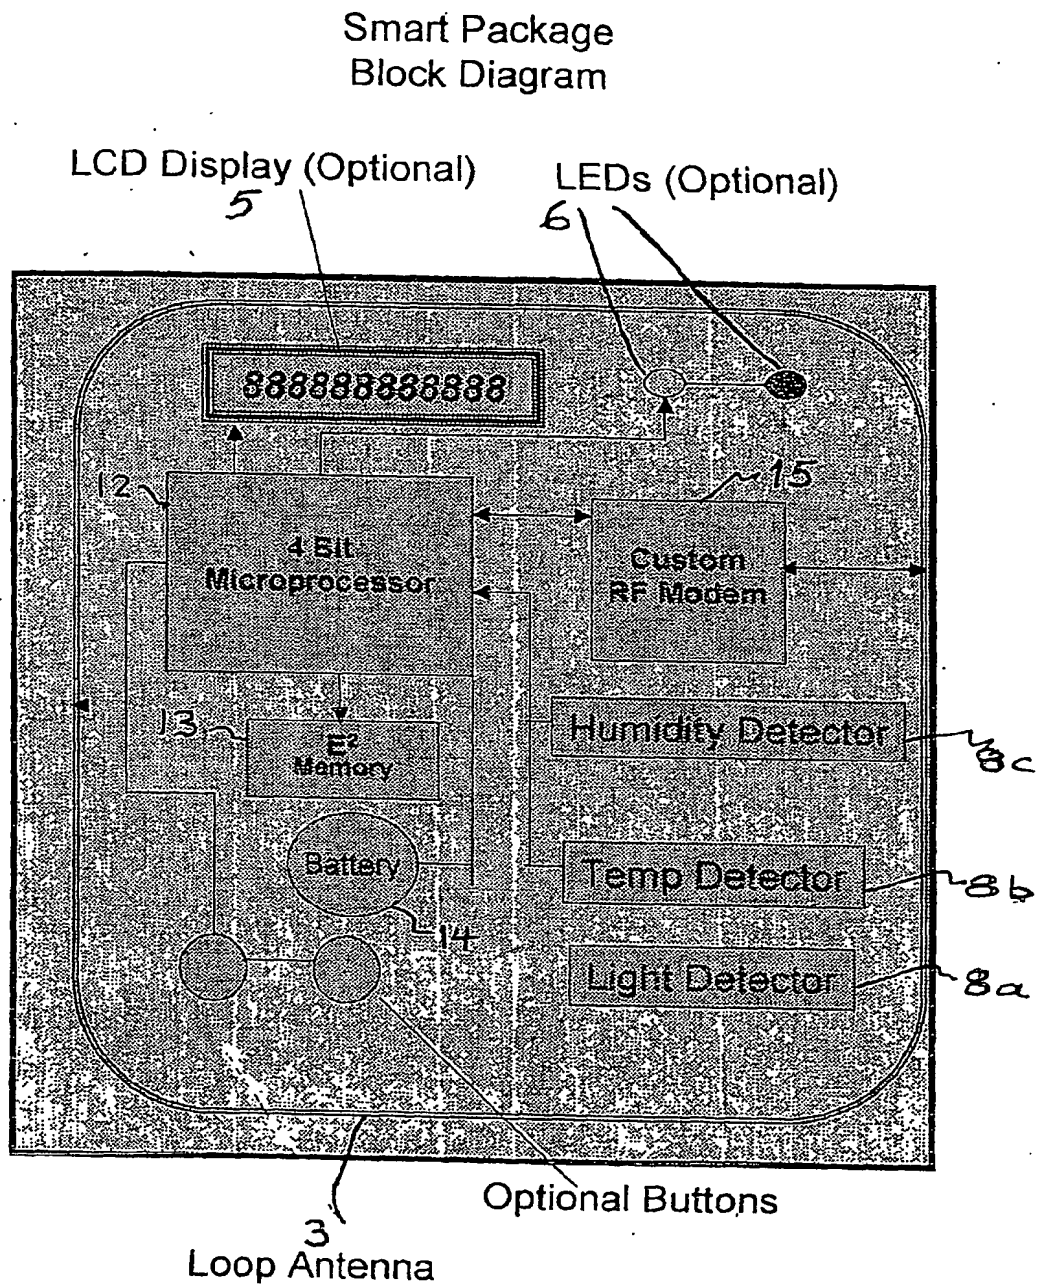 Smart Package
Block Diagram
LCD Display (Optional)
5
LEDs (Optional)
6
888888888888
12
4 Bit
Microprocessor
15
Custom
RF Modem
13
E²
Memory
Humidity Detector
8c
Battery
Temp Detector
8b
14
Light Detector
8a
Optional Buttons
3
Loop Antenna